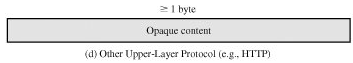 ≥ 1 byte
Opaque content
(d) Other Upper-Layer Protocol (e.g., HTTP)